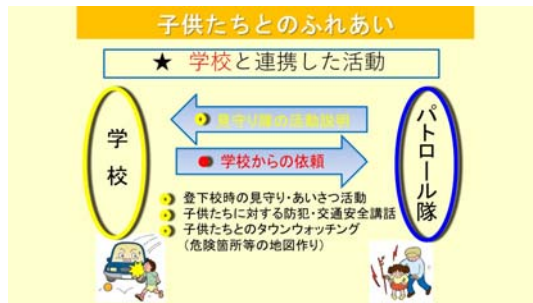 子供たちとのふれあい
★ 学校と連携した活動
学校
見守り隊の活動説明
学校からの依頼
パトロール隊
登下校時の見守り・あいさつ活動
子供たちに対する防犯・交通安全講話
子供たちとのタウンウォッチング
(危険箇所等の地図作り)